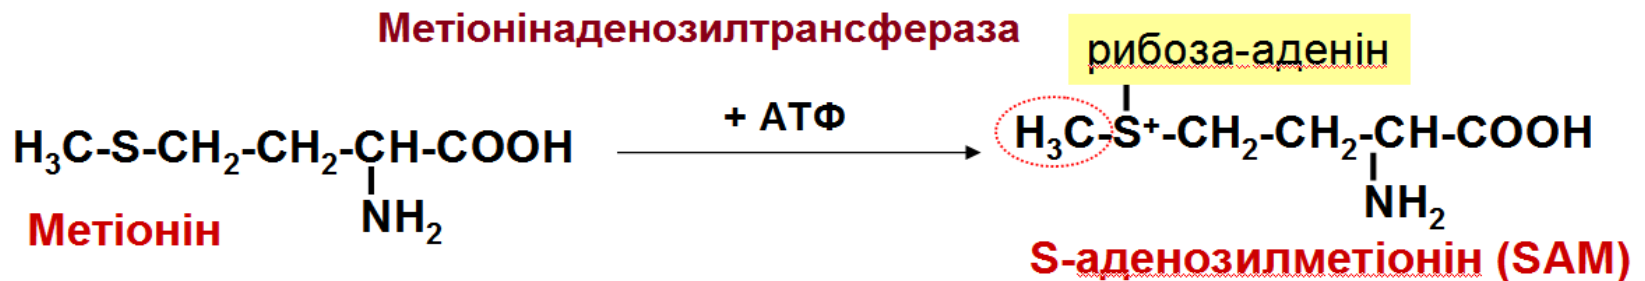 Метіонінаденозилтрансфераза
рибоза-аденін
+ АТФ
H₃C-S-CH₂-CH₂-CH-COOH
H₃C-S⁺-CH₂-CH₂-CH-COOH
NH₂
NH₂
Метіонін
S-аденозилметіонін (SAM)